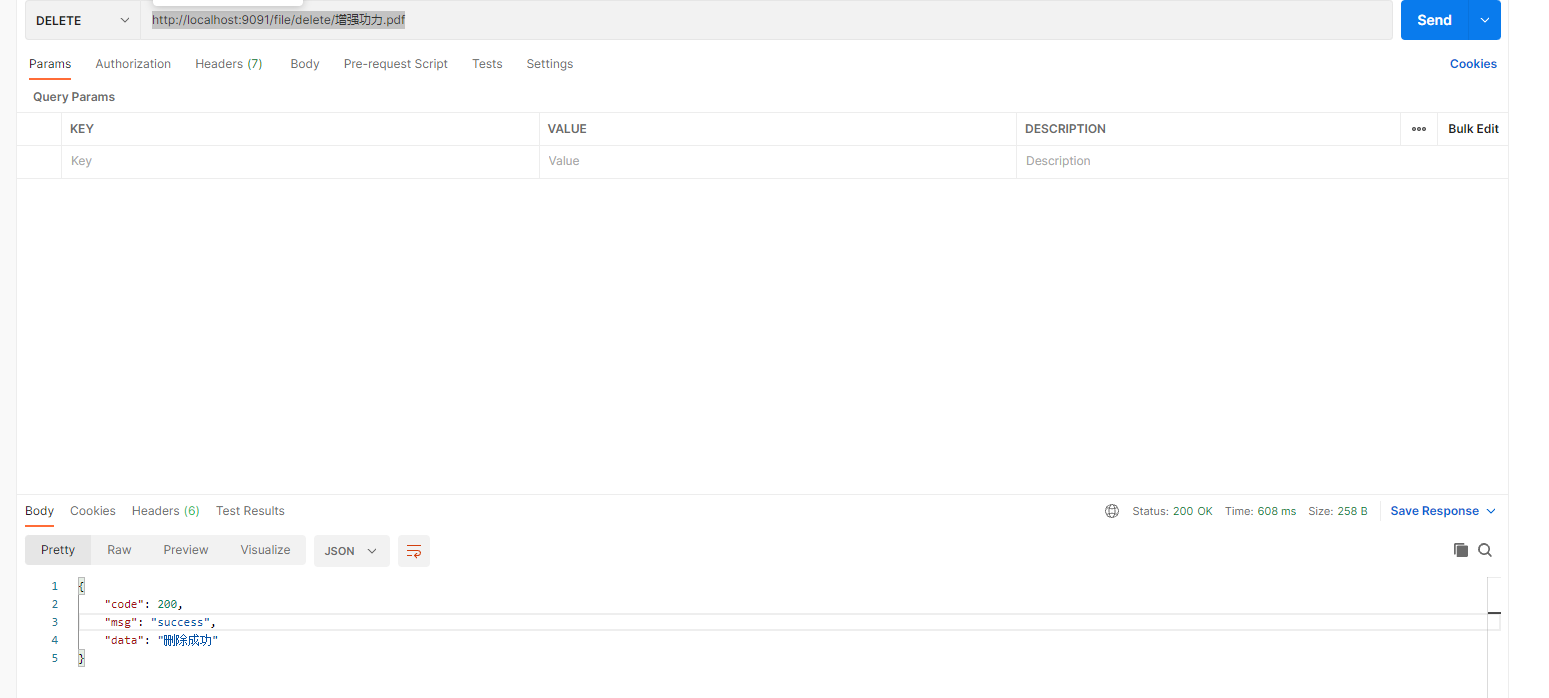 DELETE http://localhost:9091/file/delete/增强功力.pdf Send
Params Authorization Headers (7) Body Pre-request Script Tests Settings Cookies
Query Params
KEY VALUE DESCRIPTION ooo Bulk Edit
Key Value Description
Body Cookies Headers (6) Test Results Status: 200 OK Time: 608 ms Size: 258 B Save Response
Pretty Raw Preview Visualize JSON
1 {
2 "code": 200,
3 "msg": "success",
4 "data": "删除成功"
5 }